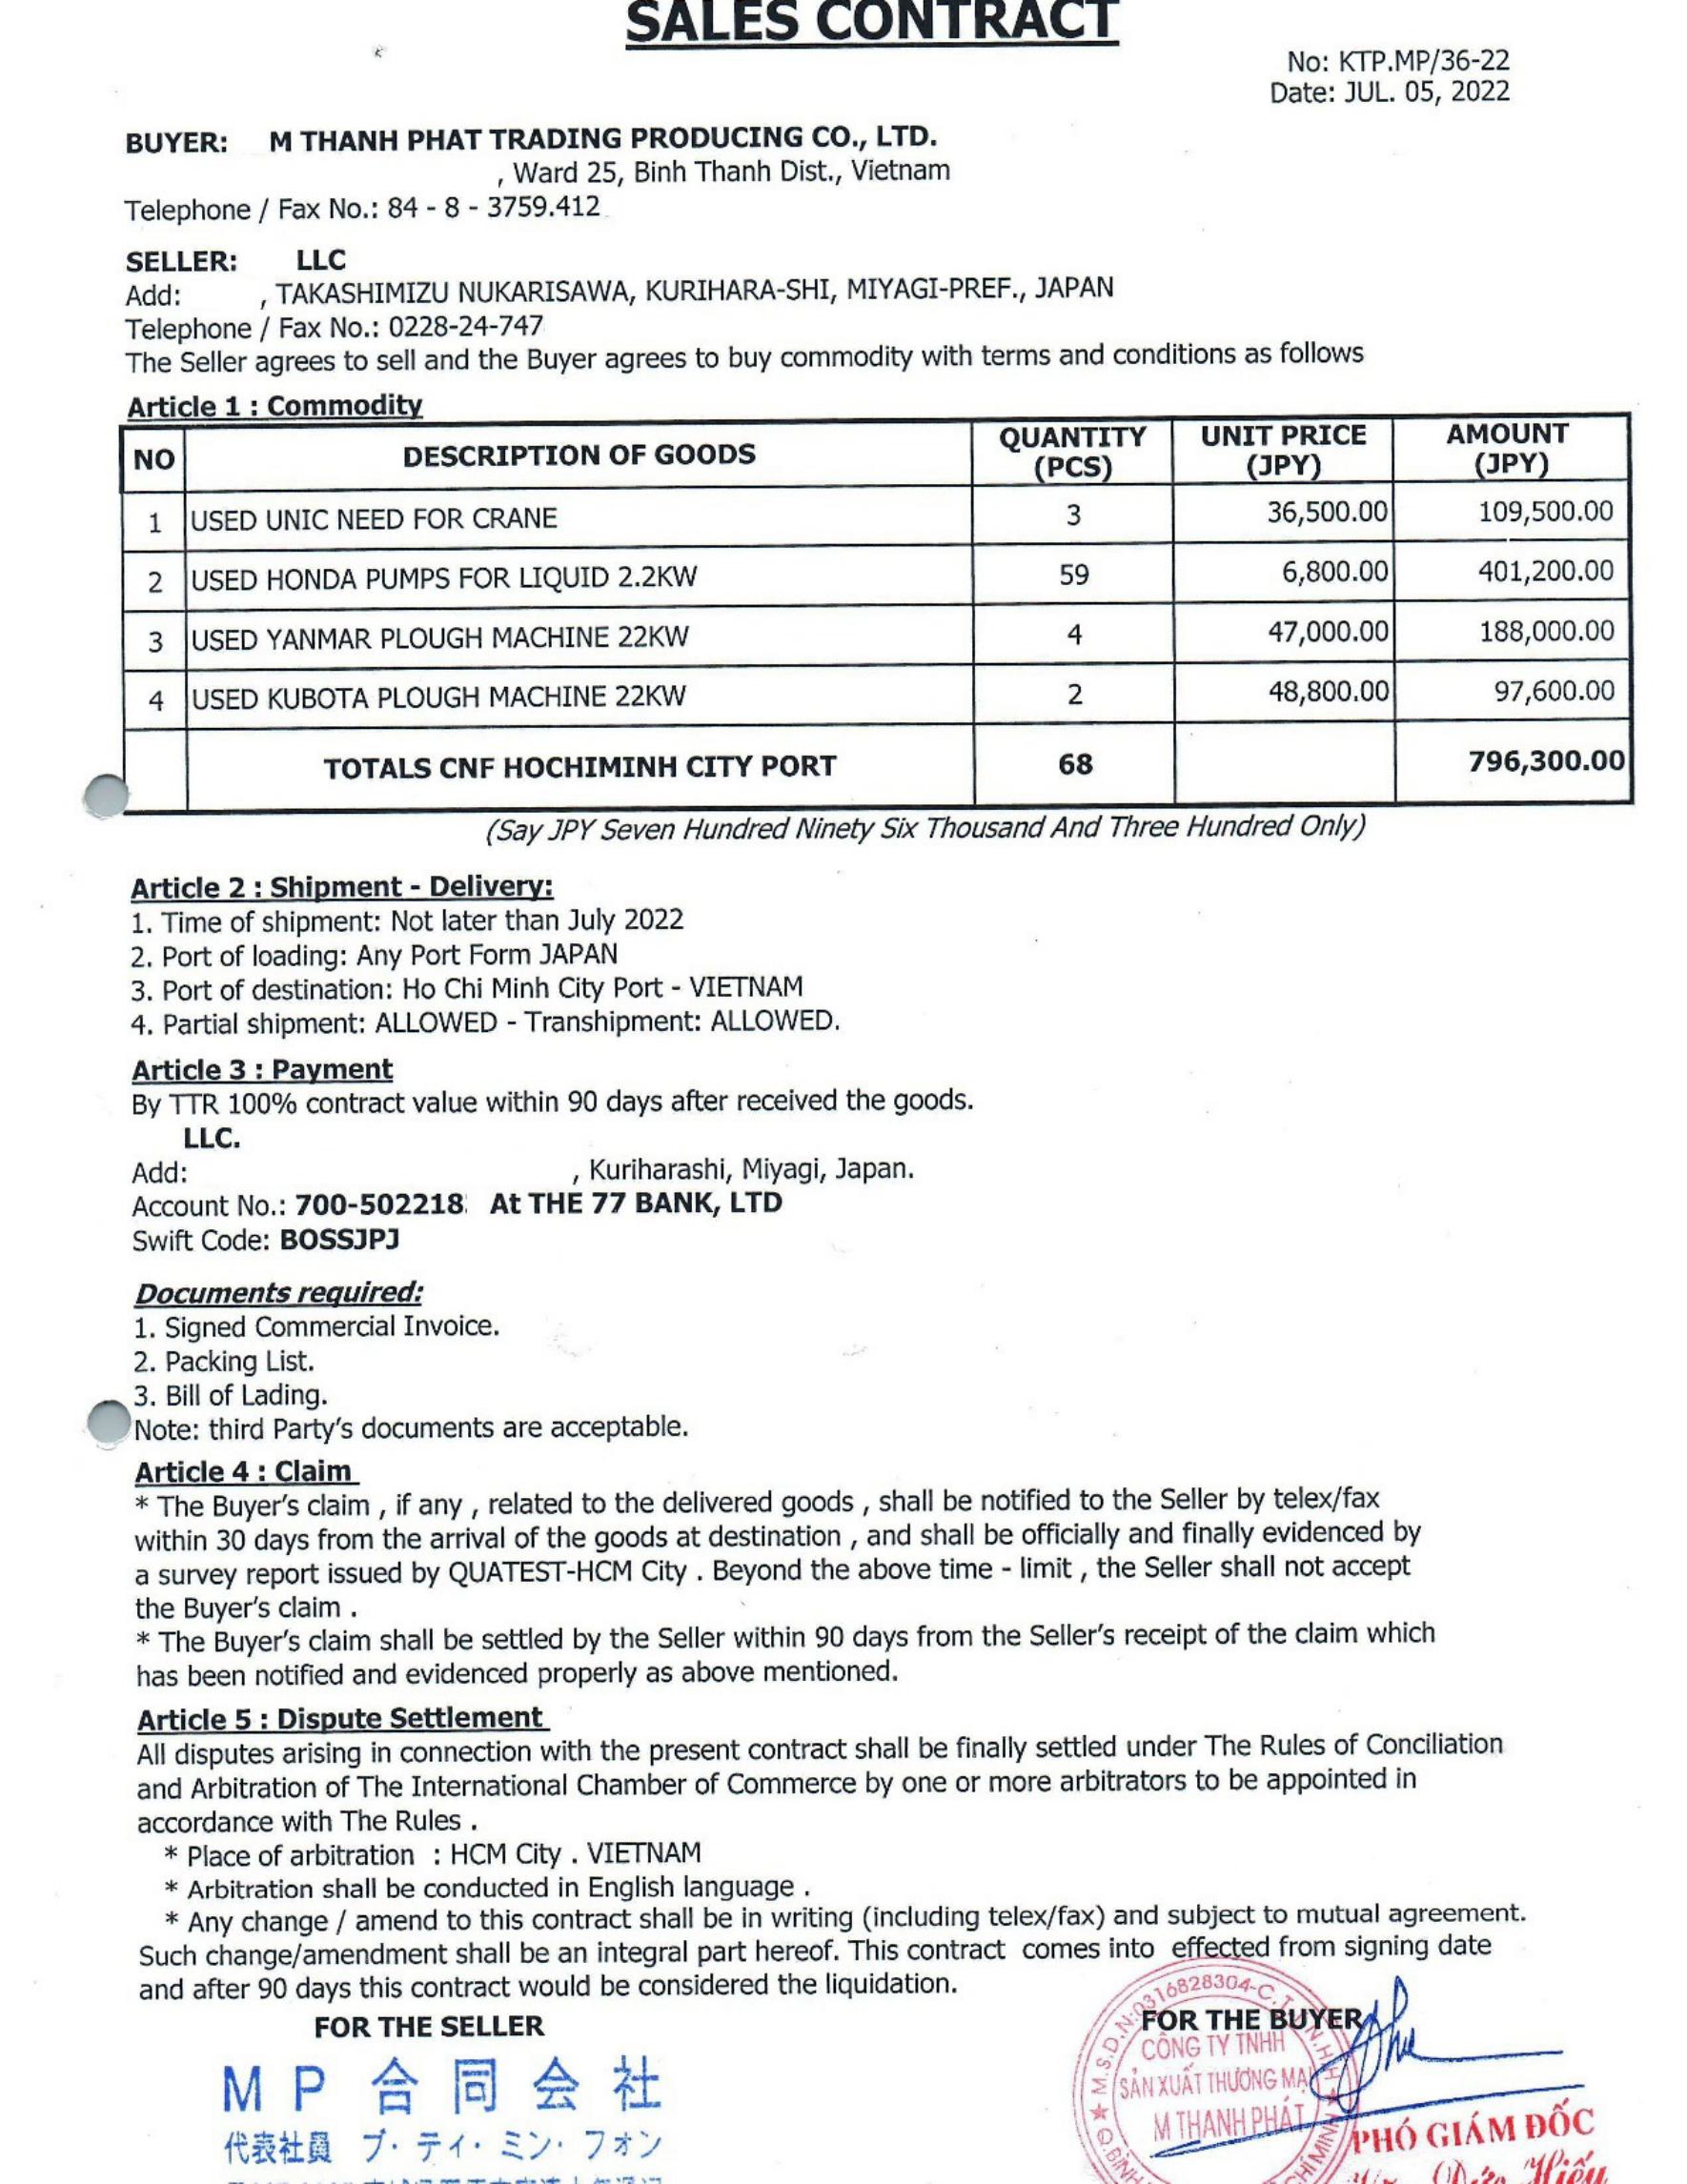 SALES CONTRACT
No: KTP.MP/36-22
Date: JUL. 05, 2022
BUYER: M THANH PHAT TRADING PRODUCING CO., LTD.
, Ward 25, Binh Thanh Dist., Vietnam
Telephone / Fax No.: 84 - 8 - 3759.412
SELLER: LLC
Add: , TAKASHIMIZU NUKARISAWA, KURIHARA-SHI, MIYAGI-PREF., JAPAN
Telephone / Fax No.: 0228-24-747
The Seller agrees to sell and the Buyer agrees to buy commodity with terms and conditions as follows
Article 1 : Commodity
NO DESCRIPTION OF GOODS QUANTITY (PCS) UNIT PRICE (JPY) AMOUNT (JPY)
1 USED UNIC NEED FOR CRANE 3 36,500.00 109,500.00
2 USED HONDA PUMPS FOR LIQUID 2.2KW 59 6,800.00 401,200.00
3 USED YANMAR PLOUGH MACHINE 22KW 4 47,000.00 188,000.00
4 USED KUBOTA PLOUGH MACHINE 22KW 2 48,800.00 97,600.00
TOTALS CNF HOCHIMINH CITY PORT 68 796,300.00
(Say JPY Seven Hundred Ninety Six Thousand And Three Hundred Only)
Article 2 : Shipment - Delivery:
1. Time of shipment: Not later than July 2022
2. Port of loading: Any Port Form JAPAN
3. Port of destination: Ho Chi Minh City Port - VIETNAM
4. Partial shipment: ALLOWED - Transhipment: ALLOWED.
Article 3 : Payment
By TTR 100% contract value within 90 days after received the goods.
LLC.
Add: , Kuriharashi, Miyagi, Japan.
Account No.: 700-502218 At THE 77 BANK, LTD
Swift Code: BOSSJPJ
Documents required:
1. Signed Commercial Invoice.
2. Packing List.
3. Bill of Lading.
Note: third Party's documents are acceptable.
Article 4 : Claim
* The Buyer's claim , if any , related to the delivered goods , shall be notified to the Seller by telex/fax
within 30 days from the arrival of the goods at destination , and shall be officially and finally evidenced by
a survey report issued by QUATEST-HCM City . Beyond the above time - limit , the Seller shall not accept
the Buyer's claim .
* The Buyer's claim shall be settled by the Seller within 90 days from the Seller's receipt of the claim which
has been notified and evidenced properly as above mentioned.
Article 5 : Dispute Settlement
All disputes arising in connection with the present contract shall be finally settled under The Rules of Conciliation
and Arbitration of The International Chamber of Commerce by one or more arbitrators to be appointed in
accordance with The Rules .
* Place of arbitration : HCM City . VIETNAM
* Arbitration shall be conducted in English language .
* Any change / amend to this contract shall be in writing (including telex/fax) and subject to mutual agreement.
Such change/amendment shall be an integral part hereof. This contract comes into effected from signing date
and after 90 days this contract would be considered the liquidation.
FOR THE SELLER
MP合同会社
代表社員 ブ・ティ・ミン・フォン
FOR THE BUYER
M.S.D.N:0316828304-C.T.T.N.H.H
CÔNG TY TNHH
SẢN XUẤT THƯƠNG MẠI
M THANH PHÁT
PHÓ GIÁM ĐỐC
Đức Hiếu